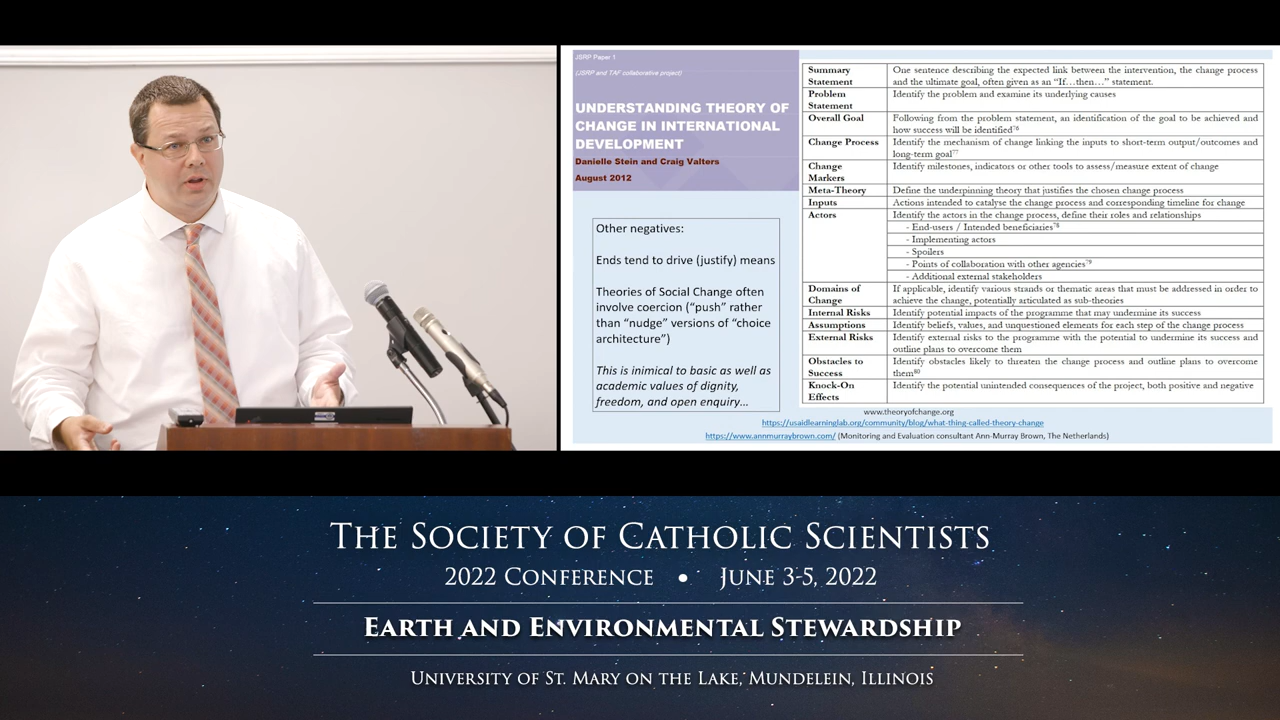 JSRP Paper 1
(JSRP and TAF collaborative project)
UNDERSTANDING THEORY OF
CHANGE IN INTERNATIONAL
DEVELOPMENT
Danielle Stein and Craig Valters
August 2012
Other negatives:
Ends tend to drive (justify) means
Theories of Social Change often
involve coercion ("push" rather
than "nudge" versions of "choice
architecture")
This is inimical to basic as well as
academic values of dignity,
freedom, and open enquiry...
Summary
Statement
One sentence describing the expected link between the intervention, the change process
and the ultimate goal, often given as an "If...then..." statement.
Problem
Statement
Identify the problem and examine its underlying causes
Overall Goal
Following from the problem statement, an identification of the goal to be achieved and
how success will be identified⁷⁶
Change Process
Identify the mechanism of change linking the inputs to short-term output/outcomes and
long-term goal⁷⁷
Change
Markers
Identify milestones, indicators or other tools to assess/measure extent of change
Meta-Theory
Define the underpinning theory that justifies the chosen change process
Inputs
Actions intended to catalyse the change process and corresponding timeline for change
Actors
Identify the actors in the change process, define their roles and relationships
- End-users / Intended beneficiaries⁷⁸
- Implementing actors
- Spoilers
- Points of collaboration with other agencies⁷⁹
- Additional external stakeholders
Domains of
Change
If applicable, identify various strands or thematic areas that must be addressed in order to
achieve the change, potentially articulated as sub-theories
Internal Risks
Identify potential impacts of the programme that may undermine its success
Assumptions
Identify beliefs, values, and unquestioned elements for each step of the change process
External Risks
Identify external risks to the programme with the potential to undermine its success and
outline plans to overcome them
Obstacles to
Success
Identify obstacles likely to threaten the change process and outline plans to overcome
them⁸⁰
Knock-On
Effects
Identify the potential unintended consequences of the project, both positive and negative
www.theoryofchange.org
https://usaidlearninglab.org/community/blog/what-thing-called-theory-change
https://www.annmurraybrown.com/ (Monitoring and Evaluation consultant Ann-Murray Brown, The Netherlands)
THE SOCIETY OF CATHOLIC SCIENTISTS
2022 CONFERENCE • JUNE 3-5, 2022
EARTH AND ENVIRONMENTAL STEWARDSHIP
UNIVERSITY OF ST. MARY ON THE LAKE, MUNDELEIN, ILLINOIS